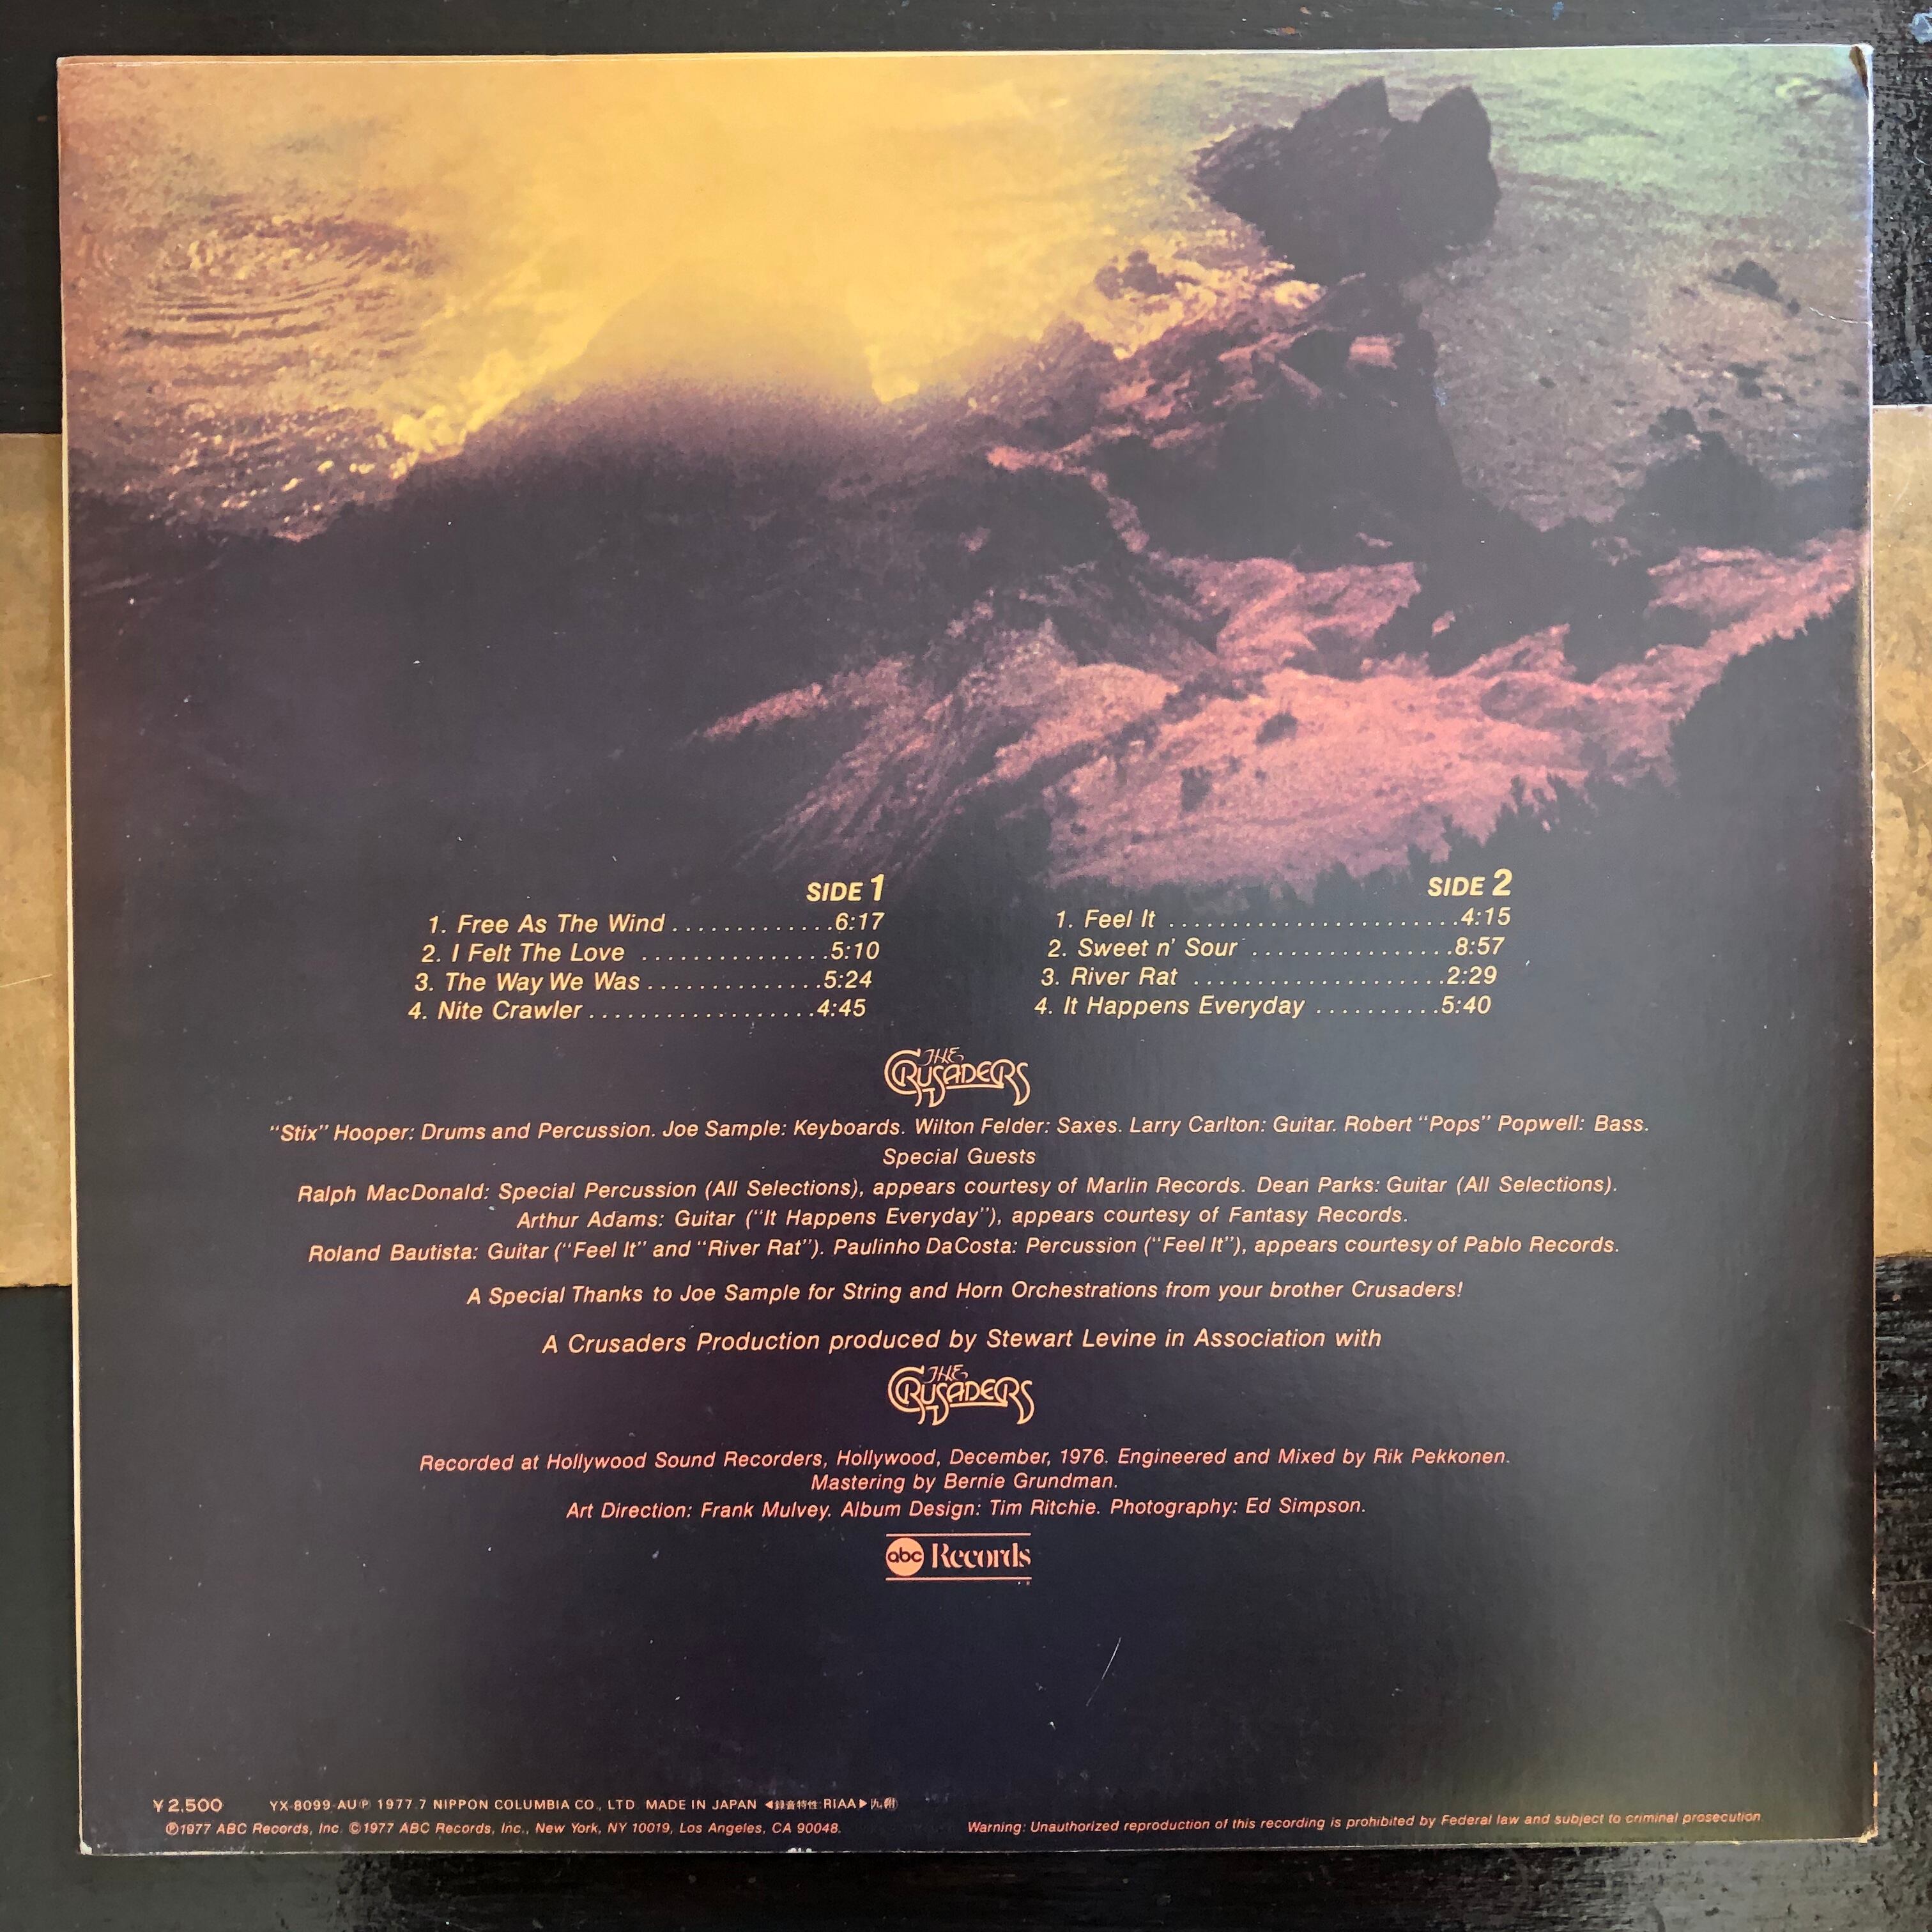 SIDE 1
1. Free As The Wind.............6:17
2. I Felt The Love ...............5:10
3. The Way We Was..............5:24
4. Nite Crawler..................4:45
SIDE 2
1. Feel It .......................4:15
2. Sweet n' Sour ................8:57
3. River Rat ....................2:29
4. It Happens Everyday ..........5:40
THE CRUSADERS
"Stix" Hooper: Drums and Percussion. Joe Sample: Keyboards. Wilton Felder: Saxes. Larry Carlton: Guitar. Robert "Pops" Popwell: Bass.
Special Guests
Ralph MacDonald: Special Percussion (All Selections), appears courtesy of Marlin Records. Dean Parks: Guitar (All Selections).
Arthur Adams: Guitar ("It Happens Everyday"), appears courtesy of Fantasy Records.
Roland Bautista: Guitar ("Feel It" and "River Rat"). Paulinho DaCosta: Percussion ("Feel It"), appears courtesy of Pablo Records.
A Special Thanks to Joe Sample for String and Horn Orchestrations from your brother Crusaders!
A Crusaders Production produced by Stewart Levine in Association with
THE CRUSADERS
Recorded at Hollywood Sound Recorders, Hollywood, December, 1976. Engineered and Mixed by Rik Pekkonen.
Mastering by Bernie Grundman.
Art Direction: Frank Mulvey. Album Design: Tim Ritchie. Photography: Ed Simpson.
abc Records
¥2,500 YX-8099-AU Ⓟ 1977.7 NIPPON COLUMBIA CO., LTD. MADE IN JAPAN ◀録音特性:RIAA▶
Ⓟ1977 ABC Records, Inc. ©1977 ABC Records, Inc., New York, NY 10019, Los Angeles, CA 90048.
Warning: Unauthorized reproduction of this recording is prohibited by Federal law and subject to criminal prosecution.